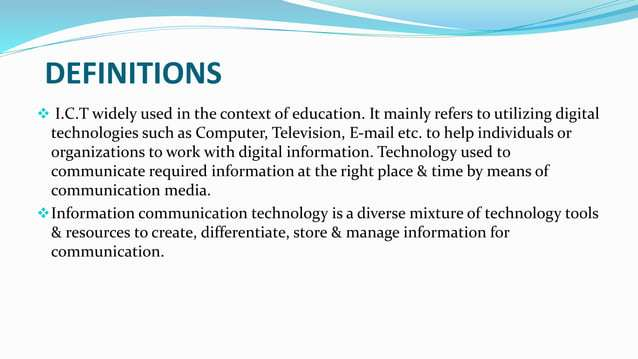 DEFINITIONS
❖ I.C.T widely used in the context of education. It mainly refers to utilizing digital
technologies such as Computer, Television, E-mail etc. to help individuals or
organizations to work with digital information. Technology used to
communicate required information at the right place & time by means of
communication media.
❖Information communication technology is a diverse mixture of technology tools
& resources to create, differentiate, store & manage information for
communication.